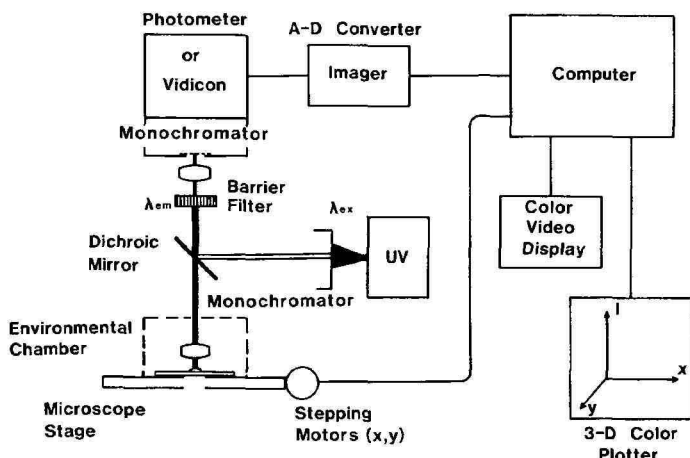 Photometer
or
Vidicon
Monochromator
A-D Converter
Imager
Computer
λem
Barrier
Filter
λex
Dichroic
Mirror
UV
Monochromator
Color
Video
Display
Environmental
Chamber
Microscope
Stage
Stepping
Motors (x,y)
I
x
y
3-D Color
Plotter